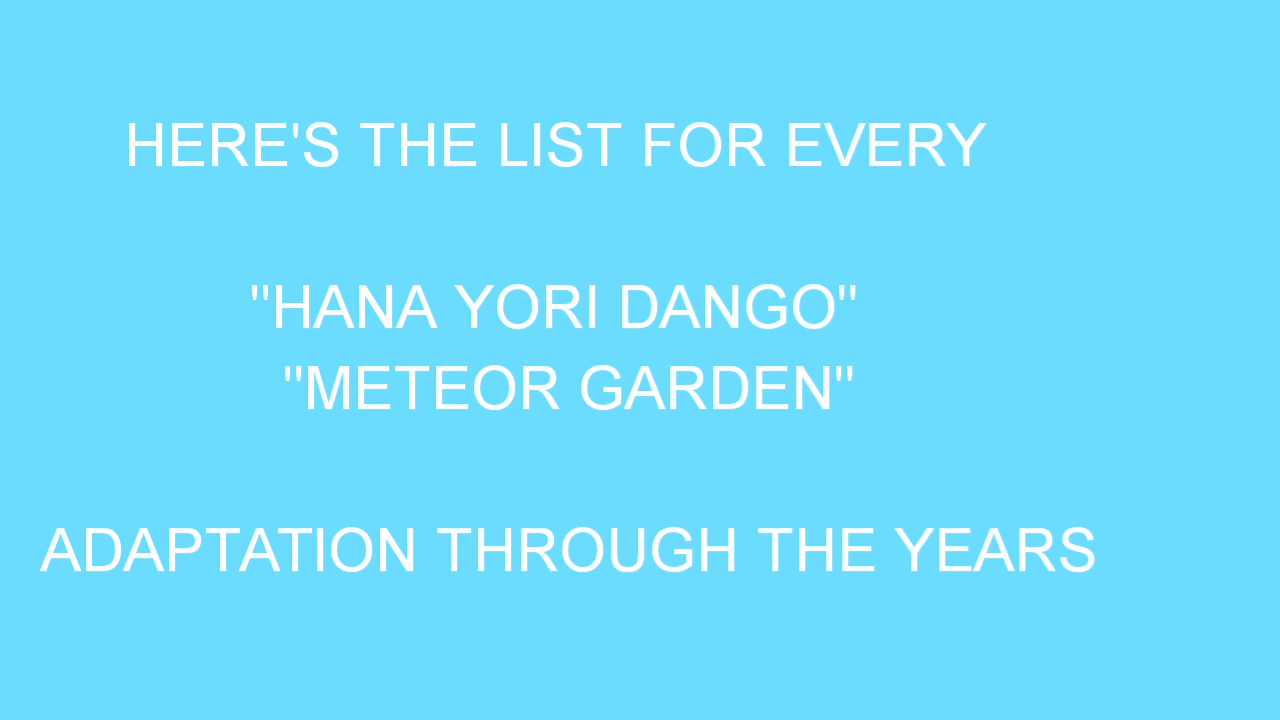 HERE'S THE LIST FOR EVERY
"HANA YORI DANGO"
"METEOR GARDEN"
ADAPTATION THROUGH THE YEARS